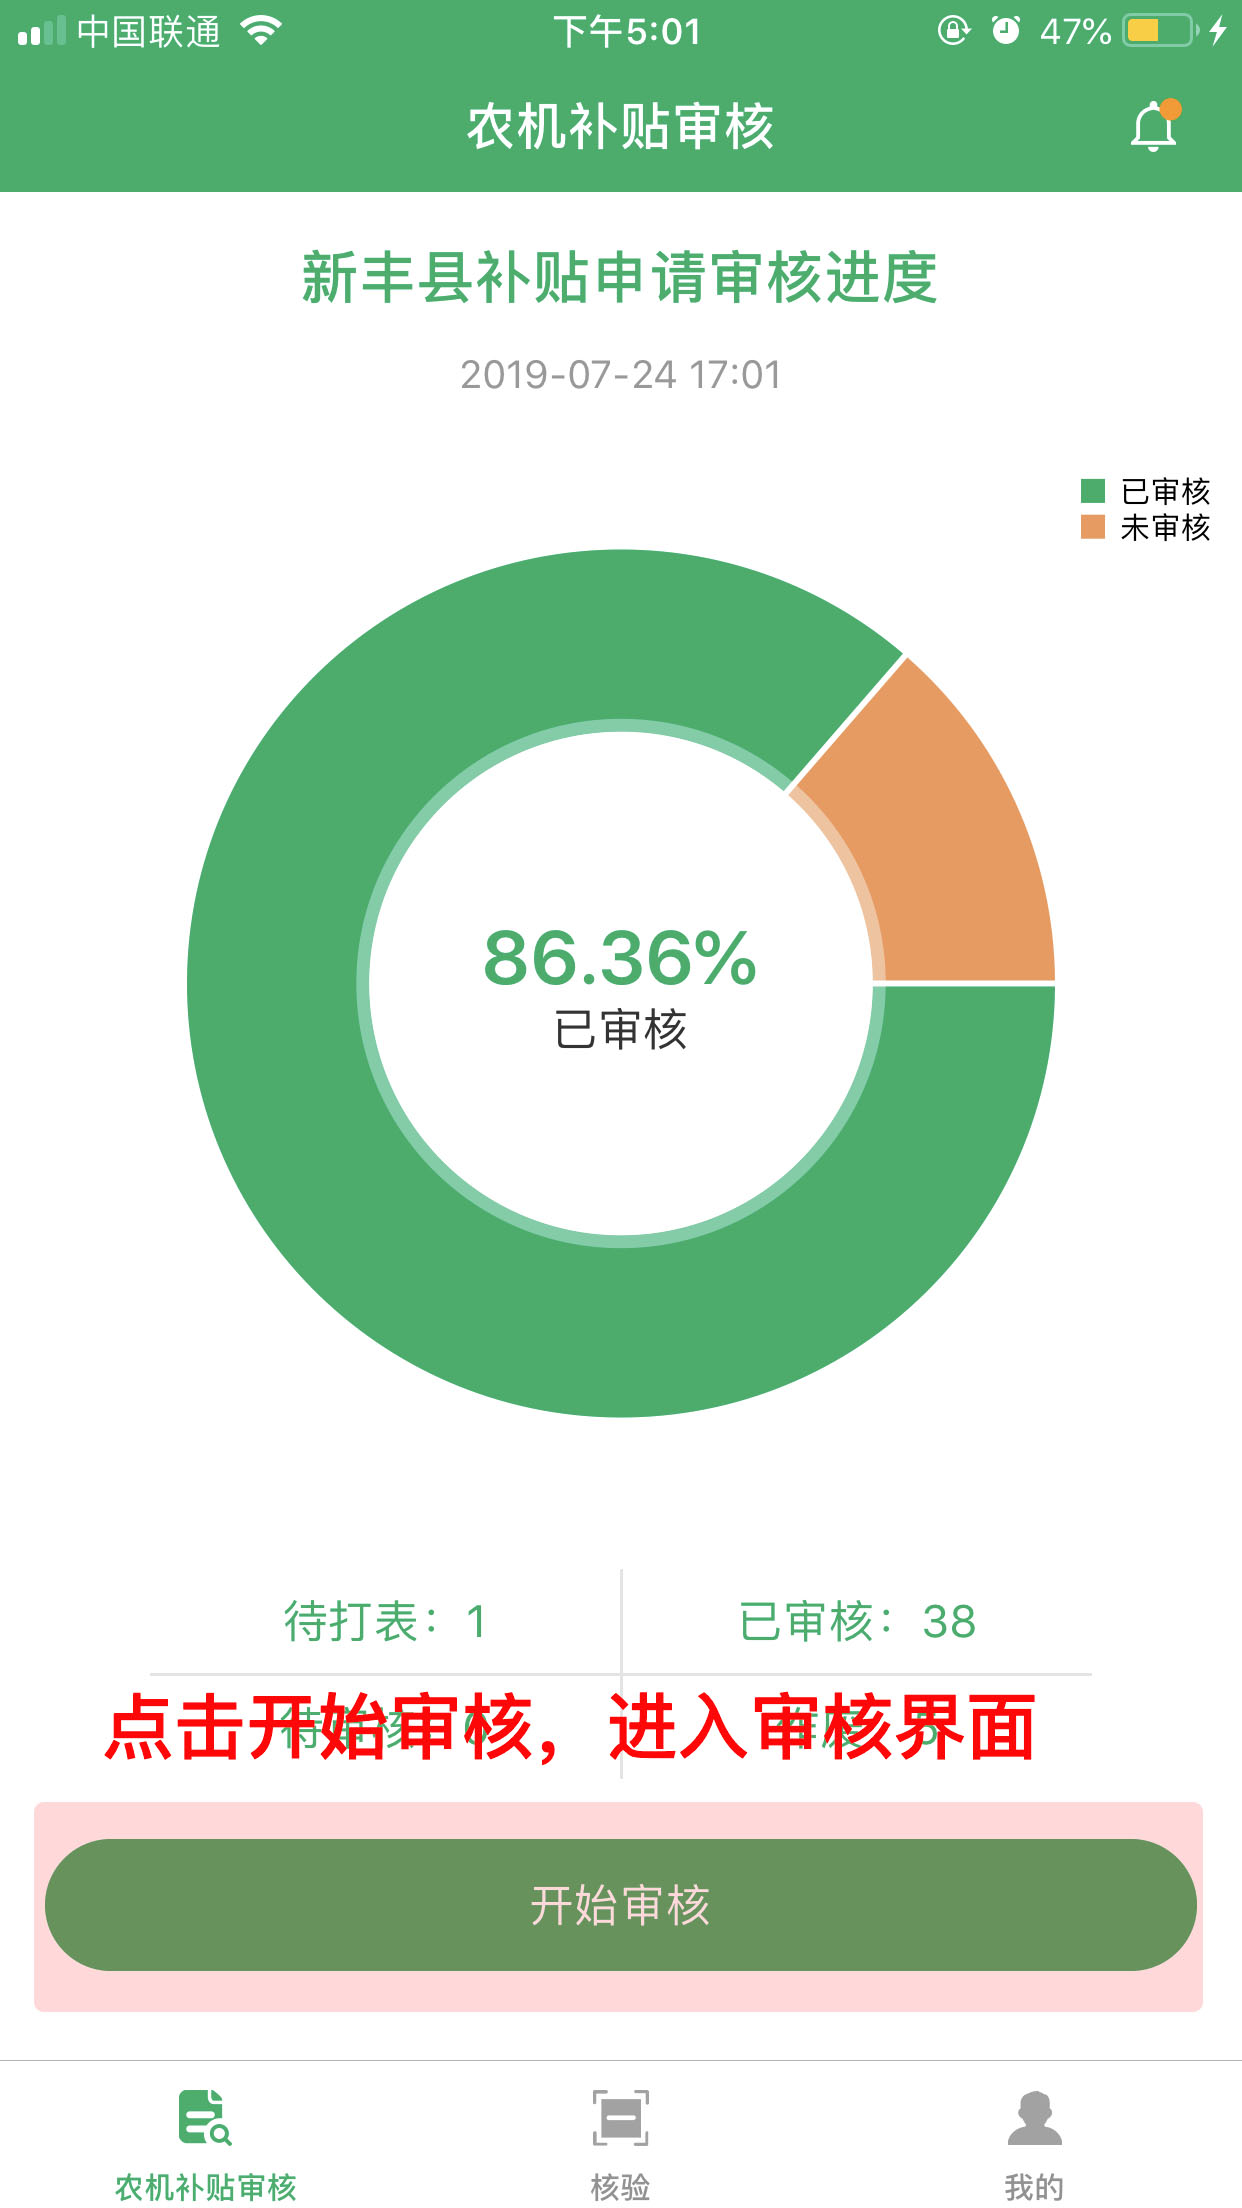 中国联通 下午5:01 47%
农机补贴审核
新丰县补贴申请审核进度
2019-07-24 17:01
已审核
未审核
86.36%
已审核
待打表：1 已审核：38
点击开始审核，进入审核界面
开始审核
农机补贴审核 核验 我的